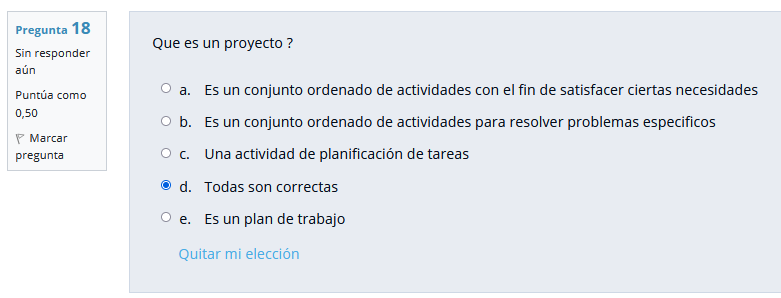 Pregunta 18
Sin responder
aún
Puntúa como
0,50
Marcar
pregunta
Que es un proyecto ?
a. Es un conjunto ordenado de actividades con el fin de satisfacer ciertas necesidades
b. Es un conjunto ordenado de actividades para resolver problemas especificos
c. Una actividad de planificación de tareas
d. Todas son correctas
e. Es un plan de trabajo
Quitar mi elección